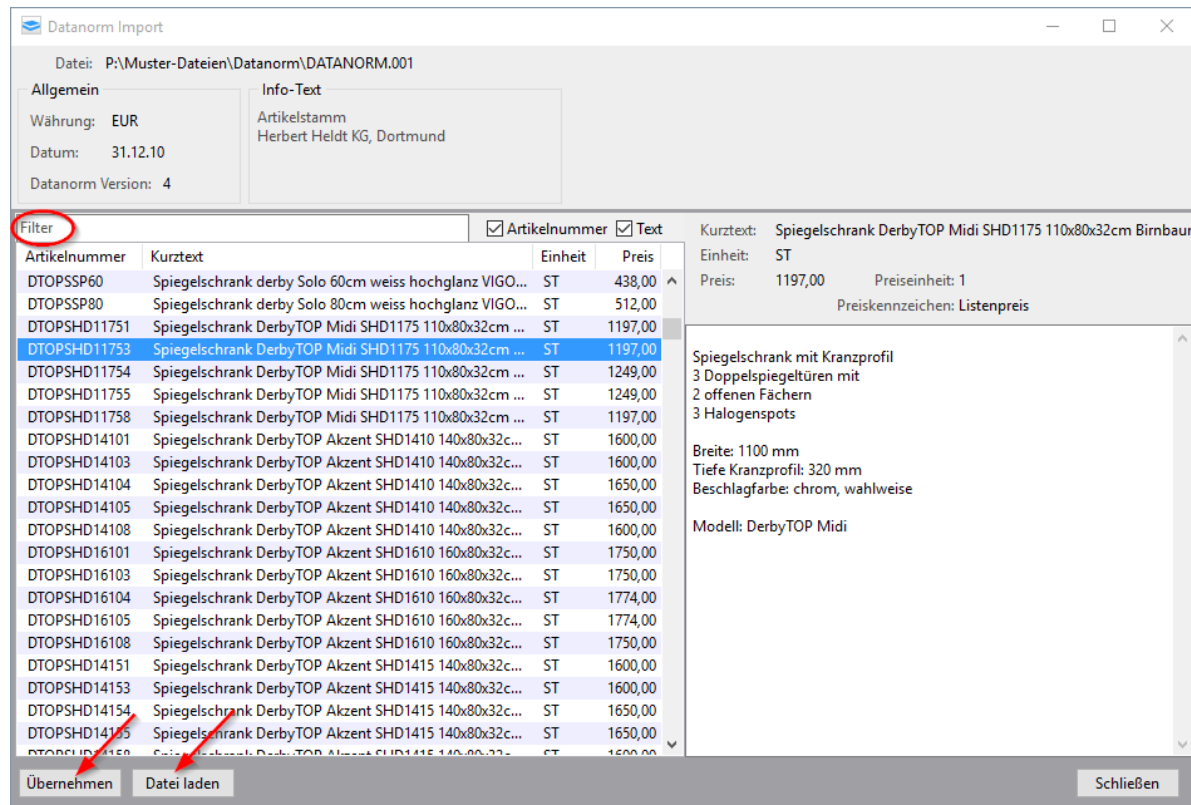 Datanorm Import
Datei: P:\Muster-Dateien\Datanorm\DATANORM.001
Allgemein
Währung: EUR
Datum: 31.12.10
Datanorm Version: 4
Info-Text
Artikelstamm
Herbert Heldt KG, Dortmund
Filter
Artikelnummer Text
Artikelnummer Kurztext Einheit Preis
DTOPSSP60 Spiegelschrank derby Solo 60cm weiss hochglanz VIGO... ST 438,00
DTOPSSP80 Spiegelschrank derby Solo 80cm weiss hochglanz VIGO... ST 512,00
DTOPSHD11751 Spiegelschrank DerbyTOP Midi SHD1175 110x80x32cm ... ST 1197,00
DTOPSHD11753 Spiegelschrank DerbyTOP Midi SHD1175 110x80x32cm ... ST 1197,00
DTOPSHD11754 Spiegelschrank DerbyTOP Midi SHD1175 110x80x32cm ... ST 1249,00
DTOPSHD11755 Spiegelschrank DerbyTOP Midi SHD1175 110x80x32cm ... ST 1249,00
DTOPSHD11758 Spiegelschrank DerbyTOP Midi SHD1175 110x80x32cm ... ST 1197,00
DTOPSHD14101 Spiegelschrank DerbyTOP Akzent SHD1410 140x80x32c... ST 1600,00
DTOPSHD14103 Spiegelschrank DerbyTOP Akzent SHD1410 140x80x32c... ST 1600,00
DTOPSHD14104 Spiegelschrank DerbyTOP Akzent SHD1410 140x80x32c... ST 1650,00
DTOPSHD14105 Spiegelschrank DerbyTOP Akzent SHD1410 140x80x32c... ST 1650,00
DTOPSHD14108 Spiegelschrank DerbyTOP Akzent SHD1410 140x80x32c... ST 1600,00
DTOPSHD16101 Spiegelschrank DerbyTOP Akzent SHD1610 160x80x32c... ST 1750,00
DTOPSHD16103 Spiegelschrank DerbyTOP Akzent SHD1610 160x80x32c... ST 1750,00
DTOPSHD16104 Spiegelschrank DerbyTOP Akzent SHD1610 160x80x32c... ST 1774,00
DTOPSHD16105 Spiegelschrank DerbyTOP Akzent SHD1610 160x80x32c... ST 1774,00
DTOPSHD16108 Spiegelschrank DerbyTOP Akzent SHD1610 160x80x32c... ST 1750,00
DTOPSHD14151 Spiegelschrank DerbyTOP Akzent SHD1415 140x80x32c... ST 1600,00
DTOPSHD14153 Spiegelschrank DerbyTOP Akzent SHD1415 140x80x32c... ST 1600,00
DTOPSHD14154 Spiegelschrank DerbyTOP Akzent SHD1415 140x80x32c... ST 1650,00
DTOPSHD14155 Spiegelschrank DerbyTOP Akzent SHD1415 140x80x32c... ST 1650,00
Kurztext: Spiegelschrank DerbyTOP Midi SHD1175 110x80x32cm Birnbaum
Einheit: ST
Preis: 1197,00 Preiseinheit: 1
Preiskennzeichen: Listenpreis
Spiegelschrank mit Kranzprofil
3 Doppelspiegeltüren mit
2 offenen Fächern
3 Halogenspots
Breite: 1100 mm
Tiefe Kranzprofil: 320 mm
Beschlagfarbe: chrom, wahlweise
Modell: DerbyTOP Midi
Übernehmen Datei laden Schließen